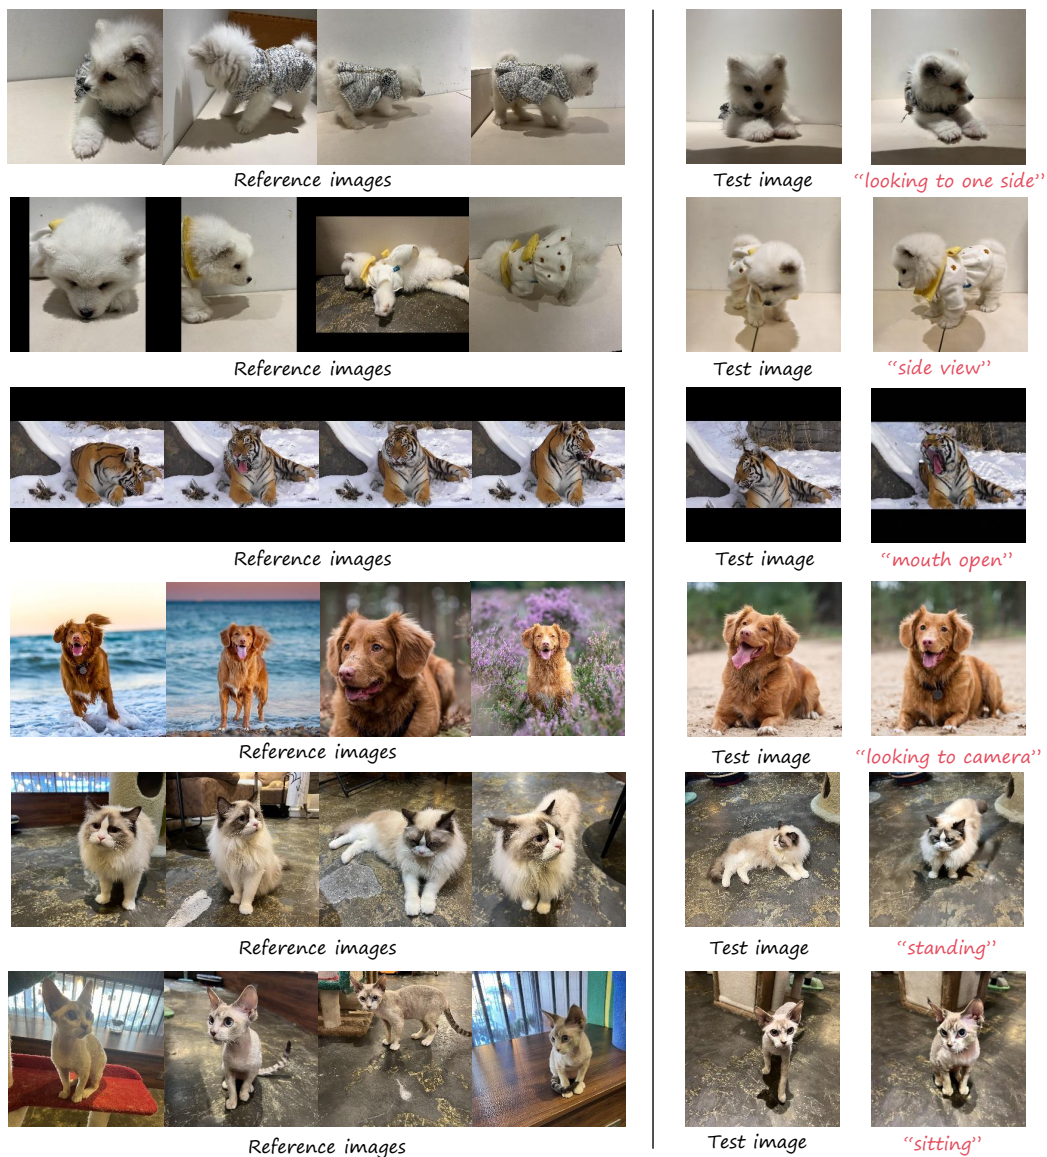 Reference images
Test image
“looking to one side”
Reference images
Test image
“side view”
Reference images
Test image
“mouth open”
Reference images
Test image
“looking to camera”
Reference images
Test image
“standing”
Reference images
Test image
“sitting”